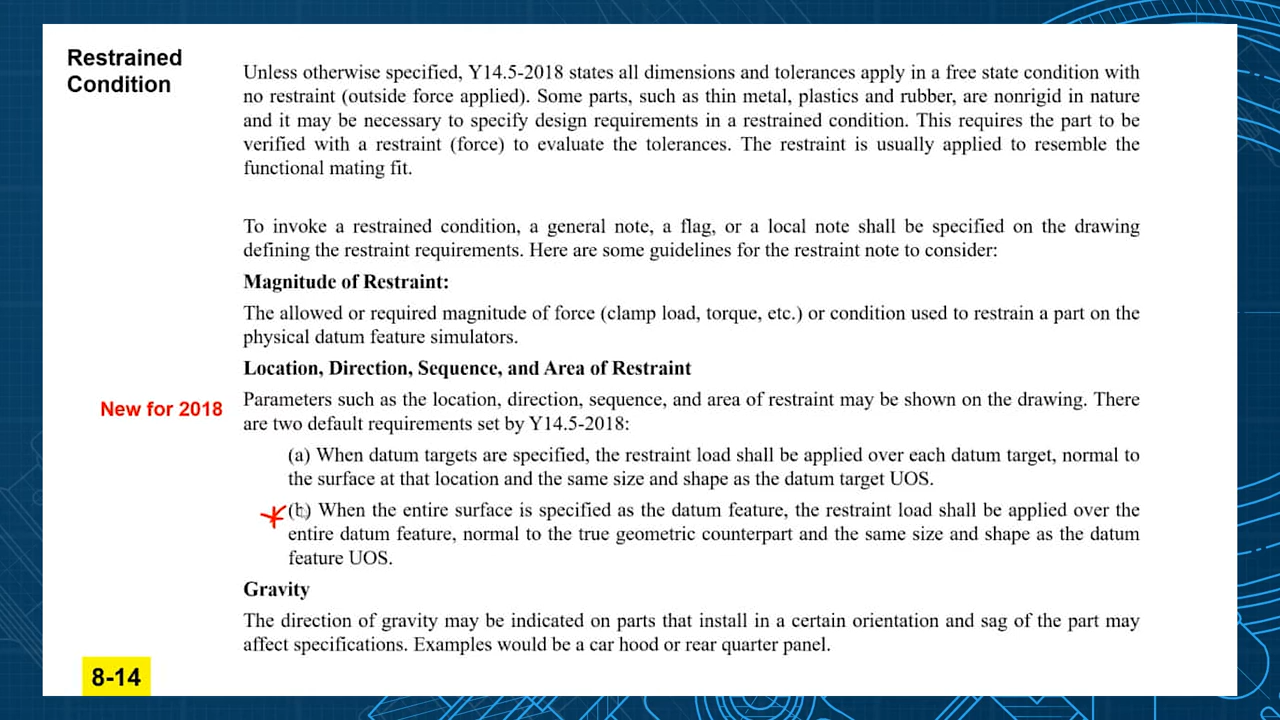 Restrained
Condition
Unless otherwise specified, Y14.5-2018 states all dimensions and tolerances apply in a free state condition with
no restraint (outside force applied). Some parts, such as thin metal, plastics and rubber, are nonrigid in nature
and it may be necessary to specify design requirements in a restrained condition. This requires the part to be
verified with a restraint (force) to evaluate the tolerances. The restraint is usually applied to resemble the
functional mating fit.
To invoke a restrained condition, a general note, a flag, or a local note shall be specified on the drawing
defining the restraint requirements. Here are some guidelines for the restraint note to consider:
Magnitude of Restraint:
The allowed or required magnitude of force (clamp load, torque, etc.) or condition used to restrain a part on the
physical datum feature simulators.
Location, Direction, Sequence, and Area of Restraint
New for 2018
Parameters such as the location, direction, sequence, and area of restraint may be shown on the drawing. There
are two default requirements set by Y14.5-2018:
(a) When datum targets are specified, the restraint load shall be applied over each datum target, normal to
the surface at that location and the same size and shape as the datum target UOS.
(b) When the entire surface is specified as the datum feature, the restraint load shall be applied over the
entire datum feature, normal to the true geometric counterpart and the same size and shape as the datum
feature UOS.
Gravity
The direction of gravity may be indicated on parts that install in a certain orientation and sag of the part may
affect specifications. Examples would be a car hood or rear quarter panel.
8-14